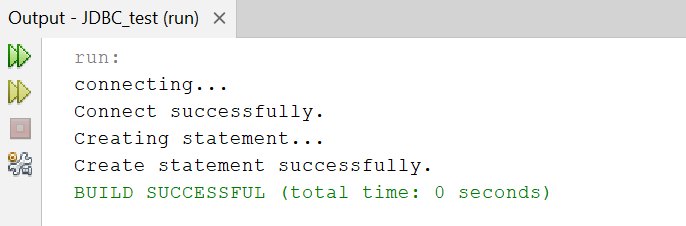 Output - JDBC_test (run) ×
run:
connecting...
Connect successfully.
Creating statement...
Create statement successfully.
BUILD SUCCESSFUL (total time: 0 seconds)